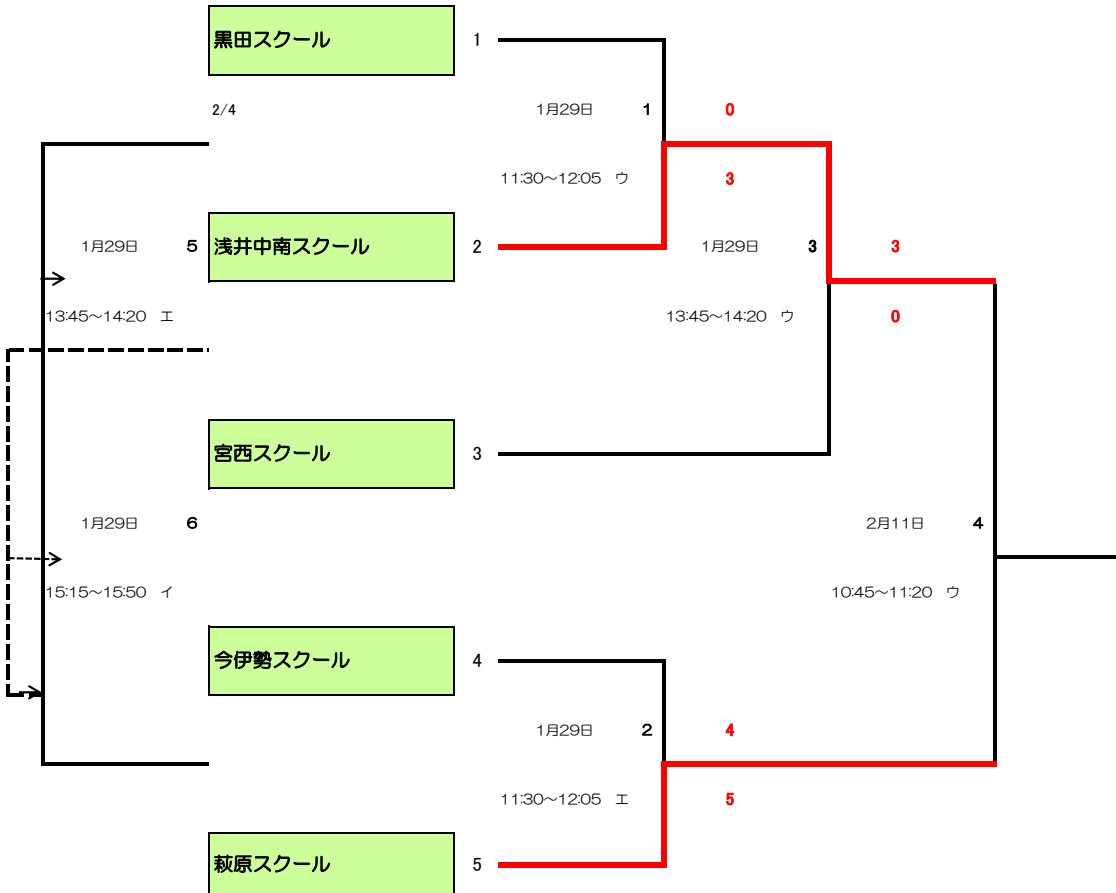 黒田スクール 1
2/4 1月29日 1 0
11:30～12:05 ウ 3
1月29日 5 浅井中南スクール 2 1月29日 3 3
13:45～14:20 エ 13:45～14:20 ウ 0
宮西スクール 3
1月29日 6 2月11日 4
15:15～15:50 イ 10:45～11:20 ウ
今伊勢スクール 4
1月29日 2 4
11:30～12:05 エ 5
萩原スクール 5